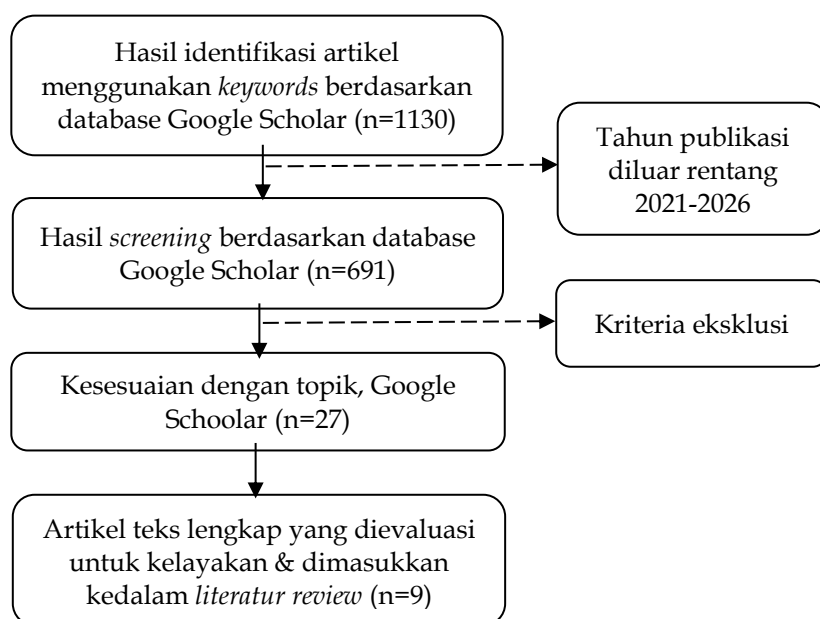 Hasil identifikasi artikel
menggunakan keywords berdasarkan
database Google Scholar (n=1130)
Tahun publikasi
diluar rentang
2021-2026
Hasil screening berdasarkan database
Google Scholar (n=691)
Kriteria eksklusi
Kesesuaian dengan topik, Google
Schoolar (n=27)
Artikel teks lengkap yang dievaluasi
untuk kelayakan & dimasukkan
kedalam literatur review (n=9)